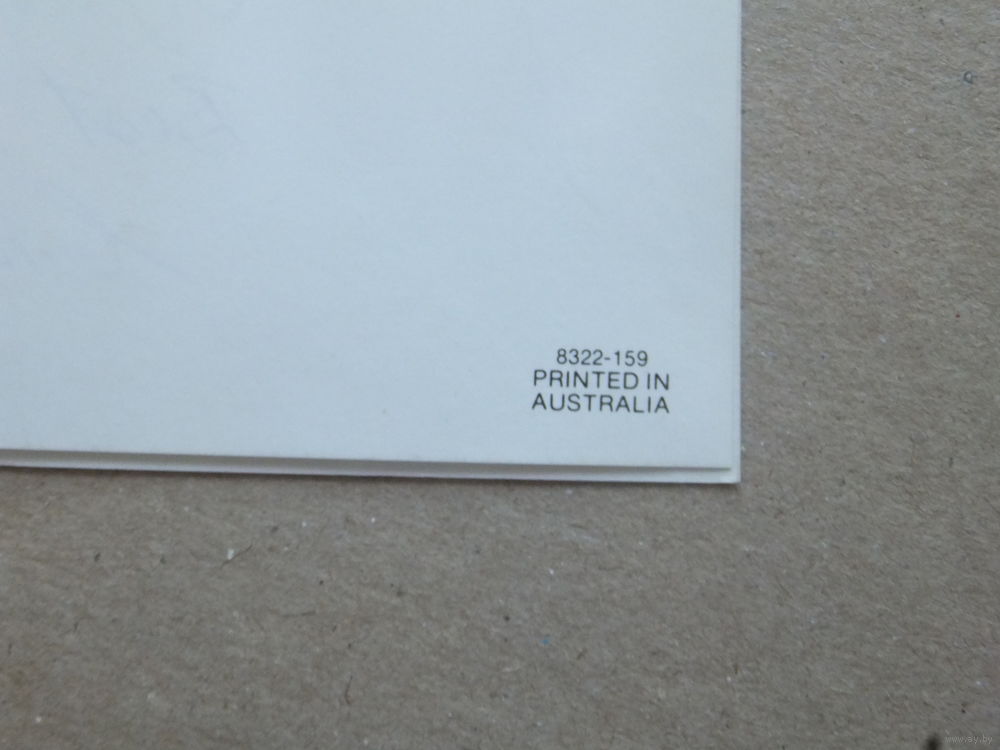 8322-159
PRINTED IN
AUSTRALIA
www.ay.by